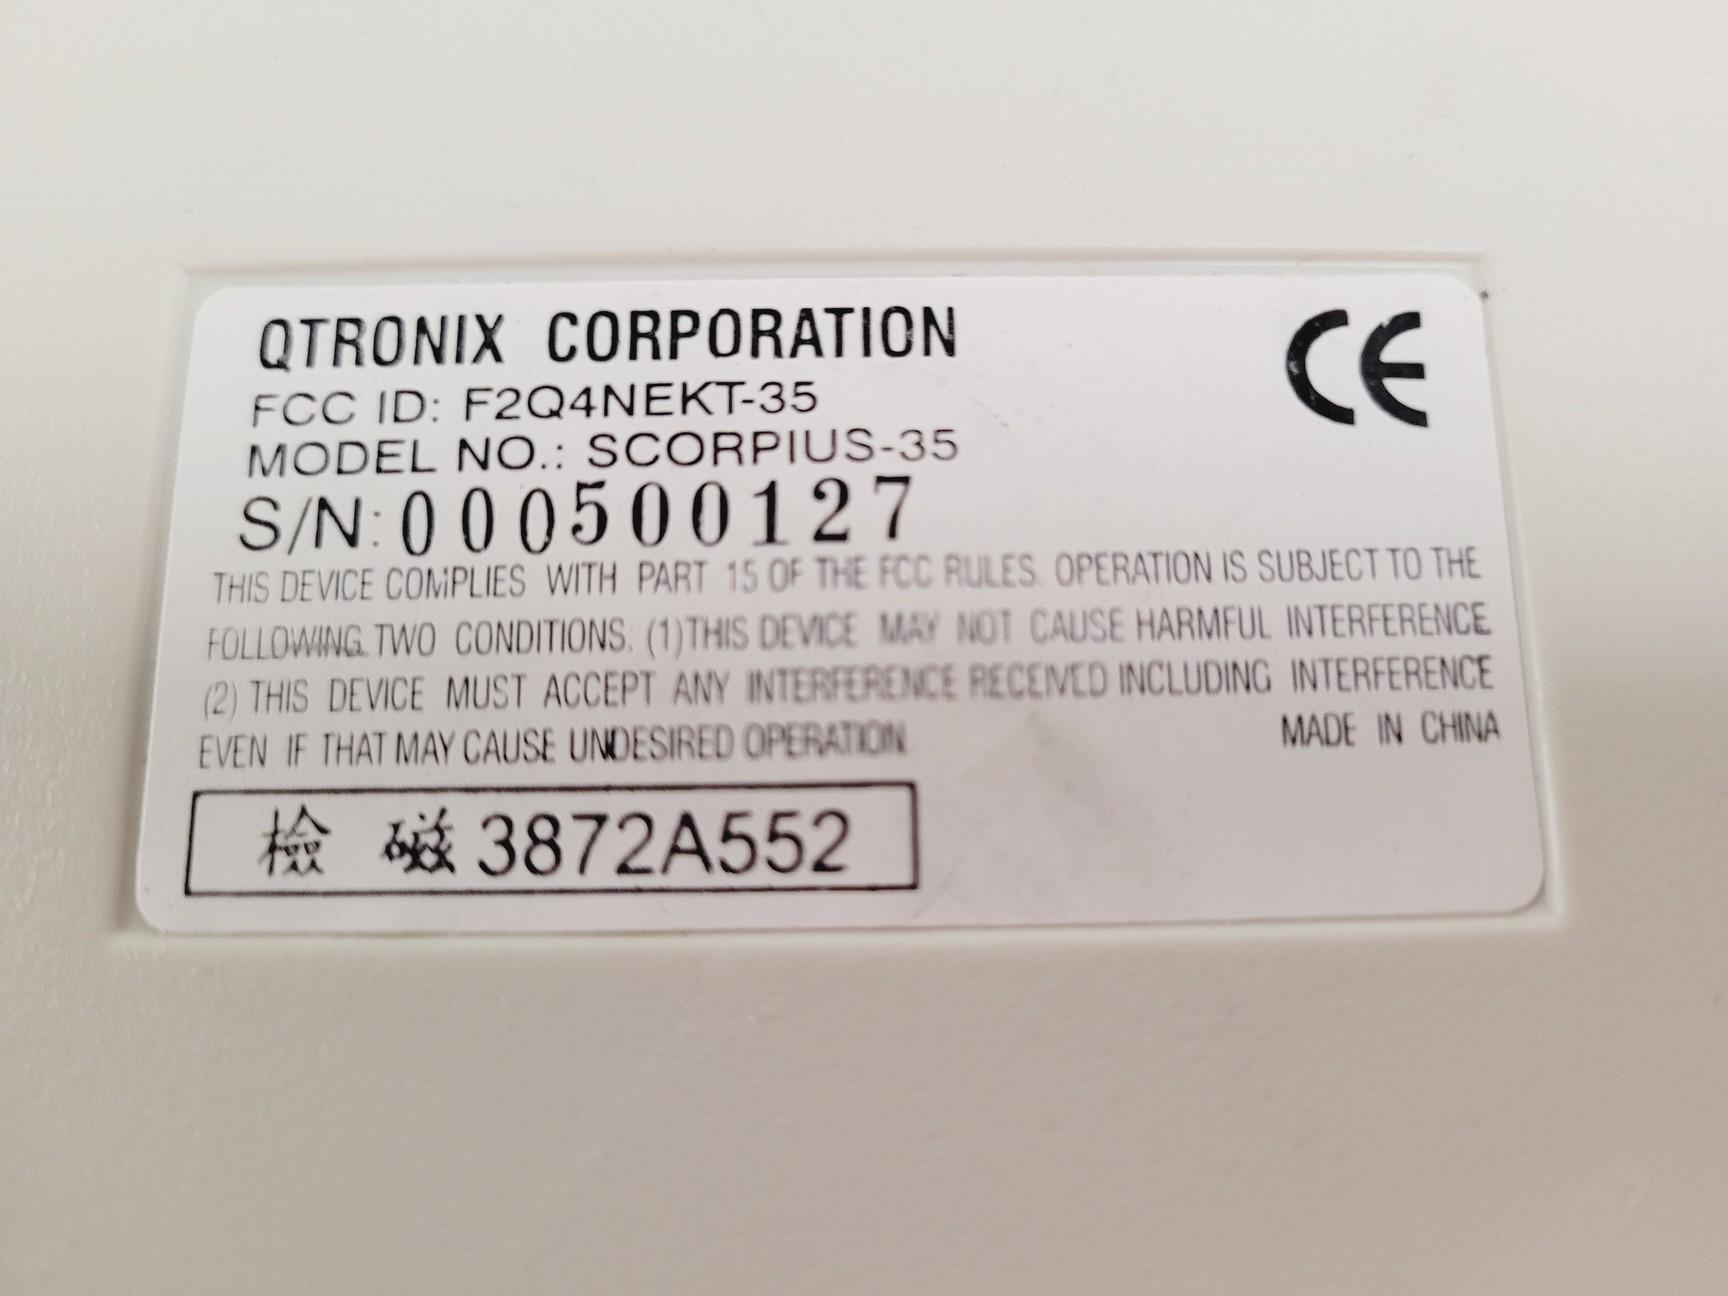 QTRONIX CORPORATION
CE
FCC ID: F2Q4NEKT-35
MODEL NO.: SCORPIUS-35
S/N: 000500127
THIS DEVICE COMPLIES WITH PART 15 OF THE FCC RULES. OPERATION IS SUBJECT TO THE
FOLLOWING TWO CONDITIONS. (1)THIS DEVICE MAY NOT CAUSE HARMFUL INTERFERENCE
(2) THIS DEVICE MUST ACCEPT ANY INTERFERENCE RECEIVED INCLUDING INTERFERENCE
EVEN IF THAT MAY CAUSE UNDESIRED OPERATION
MADE IN CHINA
檢 磁 3872A552